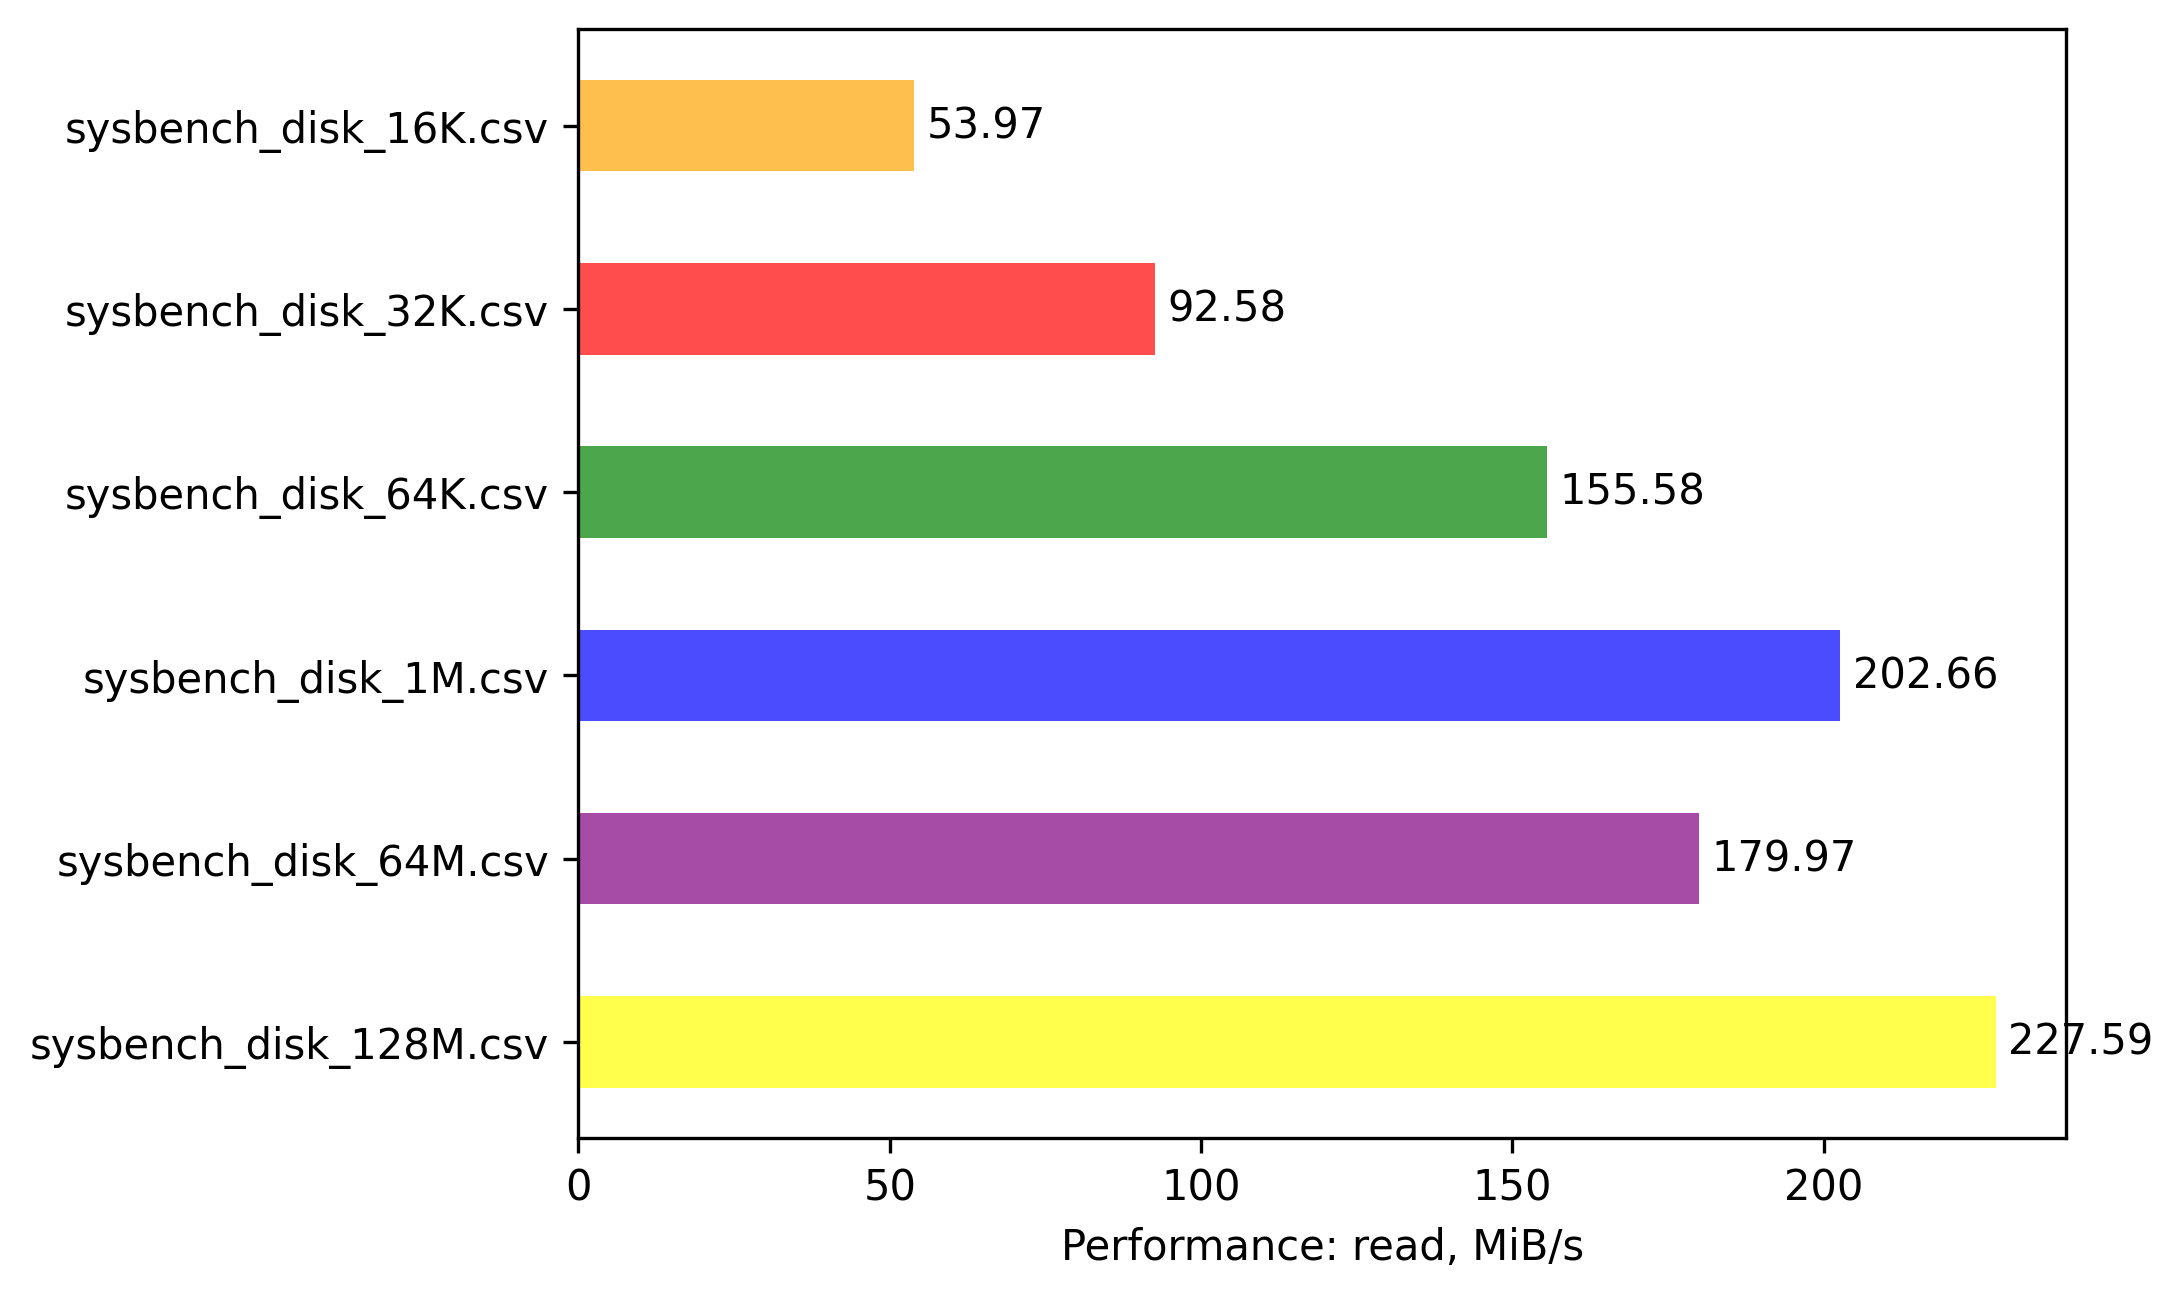 sysbench_disk_16K.csv 53.97
sysbench_disk_32K.csv 92.58
sysbench_disk_64K.csv 155.58
sysbench_disk_1M.csv 202.66
sysbench_disk_64M.csv 179.97
sysbench_disk_128M.csv 227.59
0 50 100 150 200
Performance: read, MiB/s